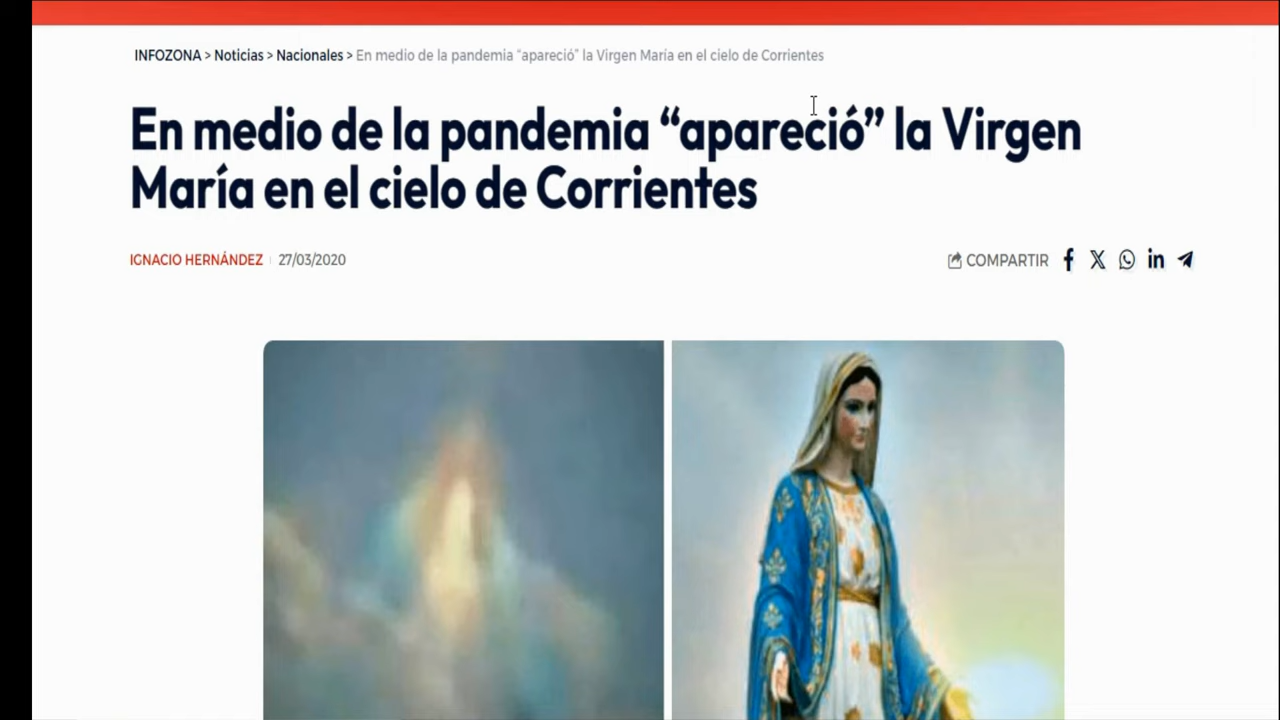 INFOZONA > Noticias > Nacionales > En medio de la pandemia “apareció” la Virgen María en el cielo de Corrientes
En medio de la pandemia “apareció” la Virgen
María en el cielo de Corrientes
IGNACIO HERNÁNDEZ 27/03/2020 COMPARTIR